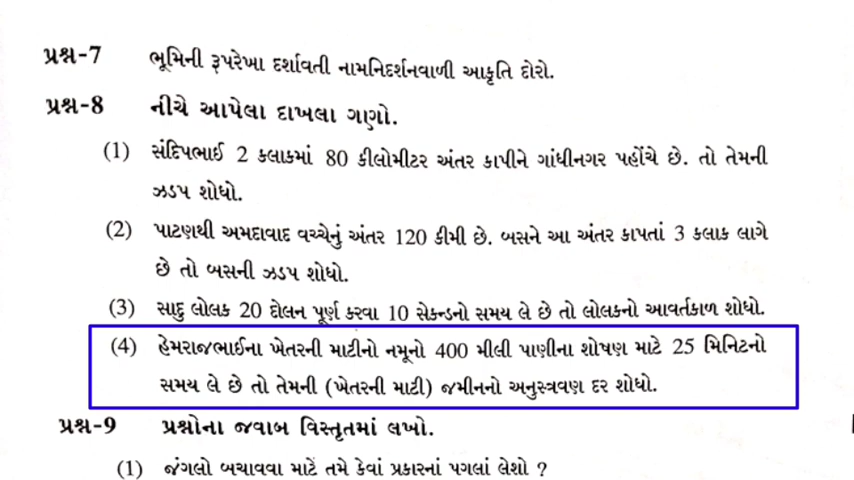 પ્રશ્ન-7 ભૂમિની રૂપરેખા દર્શાવતી નામનિદર્શનવાળી આકૃતિ દોરો.
પ્રશ્ન-8 નીચે આપેલા દાખલા ગણો.
(1) સંદિપભાઈ 2 કલાકમાં 80 કીલોમીટર અંતર કાપીને ગાંધીનગર પહોંચે છે. તો તેમની
ઝડપ શોધો.
(2) પાટણથી અમદાવાદ વચ્ચેનું અંતર 120 કીમી છે. બસને આ અંતર કાપતાં 3 કલાક લાગે
છે તો બસની ઝડપ શોધો.
(3) સાદુ લોલક 20 દોલન પૂર્ણ કરવા 10 સેકન્ડનો સમય લે છે તો લોલકનો આવર્તકાળ શોધો.
(4) હેમરાજભાઈના ખેતરની માટીનો નમૂનો 400 મીલી પાણીના શોષણ માટે 25 મિનિટનો
સમય લે છે તો તેમની (ખેતરની માટી) જમીનનો અનુસ્ત્રવણ દર શોધો.
પ્રશ્ન-9 પ્રશ્નોના જવાબ વિસ્તૃતમાં લખો.
(1) જંગલો બચાવવા માટે તમે કેવાં પ્રકારનાં પગલાં લેશો ?